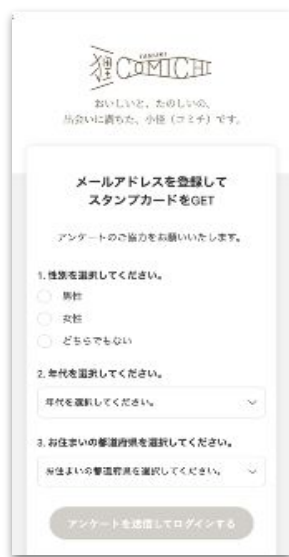 狸COMICHI
TANUKI
おいしいと、たのしいの、
出会いに満ちた、小径（コミチ）です。
メールアドレスを登録して
スタンプカードをGET
アンケートのご協力をお願いいたします。
1. 性別を選択してください。
男性
女性
どちらでもない
2. 年代を選択してください。
年代を選択してください。
3. お住まいの都道府県を選択してください。
お住まいの都道府県を選択してください。
アンケートを送信してログインする